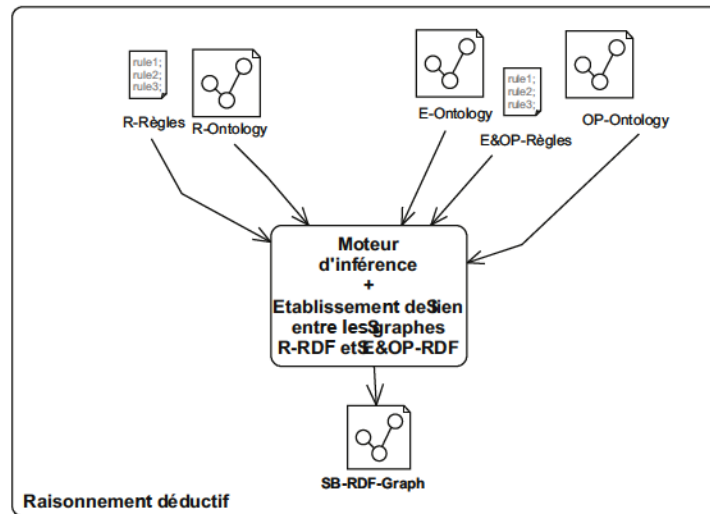 rule1;
rule2;
rule3;
R-Règles
R-Ontology
E-Ontology
rule1;
rule2;
rule3;
E&OP-Règles
OP-Ontology
Moteur
d'inférence
+
Etablissement de$lien
entre les$graphes
R-RDF et$E&OP-RDF
SB-RDF-Graph
Raisonnement déductif